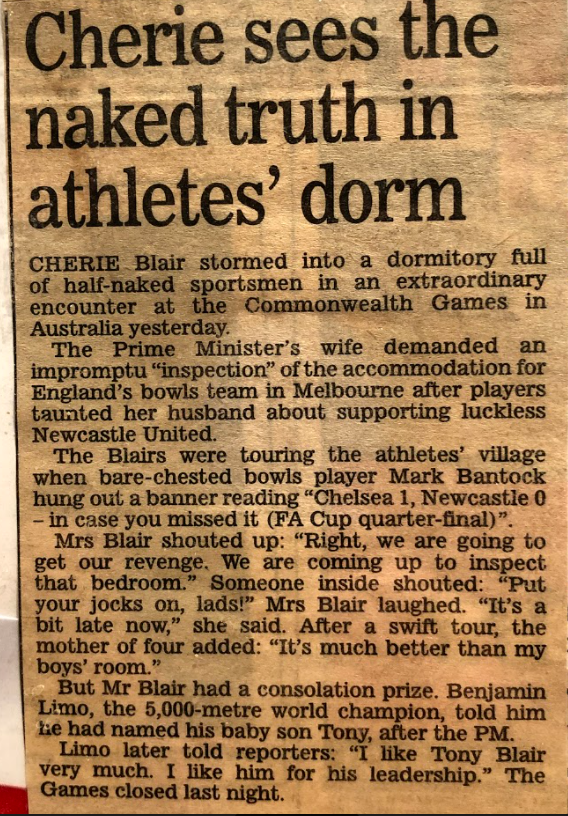 Cherie sees the
naked truth in
athletes’ dorm
CHERIE Blair stormed into a dormitory full
of half-naked sportsmen in an extraordinary
encounter at the Commonwealth Games in
Australia yesterday.
The Prime Minister’s wife demanded an
impromptu “inspection” of the accommodation for
England’s bowls team in Melbourne after players
taunted her husband about supporting luckless
Newcastle United.
The Blairs were touring the athletes’ village
when bare-chested bowls player Mark Bantock
hung out a banner reading “Chelsea 1, Newcastle 0
– in case you missed it (FA Cup quarter-final)”.
Mrs Blair shouted up: “Right, we are going to
get our revenge. We are coming up to inspect
that bedroom.” Someone inside shouted: “Put
your jocks on, lads!” Mrs Blair laughed. “It’s a
bit late now,” she said. After a swift tour, the
mother of four added: “It’s much better than my
boys’ room.”
But Mr Blair had a consolation prize. Benjamin
Limo, the 5,000-metre world champion, told him
he had named his baby son Tony, after the PM.
Limo later told reporters: “I like Tony Blair
very much. I like him for his leadership.” The
Games closed last night.